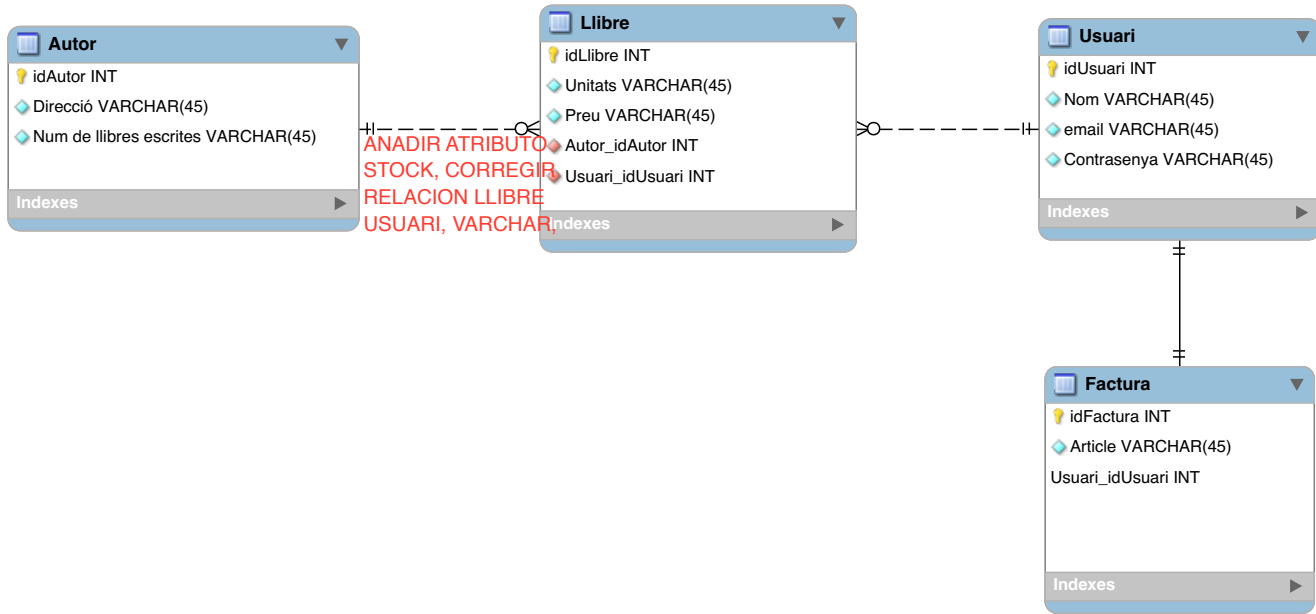 Autor
idAutor INT
Direcció VARCHAR(45)
Num de llibres escrites VARCHAR(45)
Indexes
ANADIR ATRIBUTO
STOCK, CORREGIR
RELACION LLIBRE
USUARI, VARCHAR,
Llibre
idLlibre INT
Unitats VARCHAR(45)
Preu VARCHAR(45)
Autor_idAutor INT
Usuari_idUsuari INT
Indexes
Usuari
idUsuari INT
Nom VARCHAR(45)
email VARCHAR(45)
Contrasenya VARCHAR(45)
Indexes
Factura
idFactura INT
Article VARCHAR(45)
Usuari_idUsuari INT
Indexes